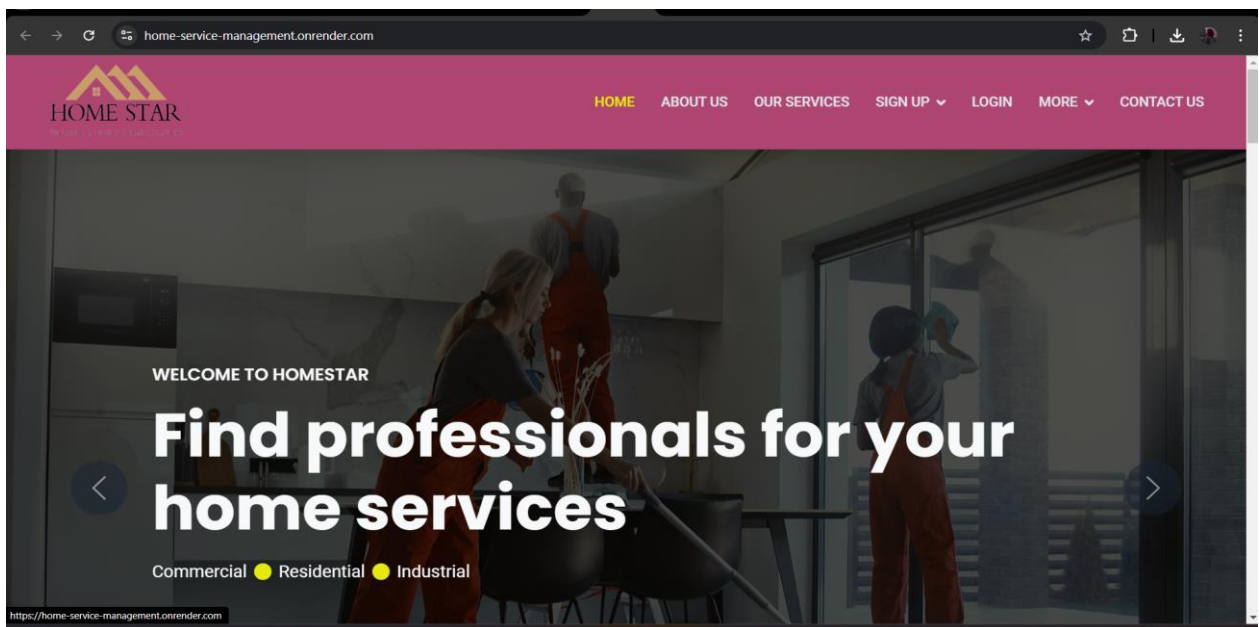 home-service-management.onrender.com
HOME STAR
HOME ABOUT US OUR SERVICES SIGN UP LOGIN MORE CONTACT US
WELCOME TO HOMESTAR
Find professionals for your
home services
Commercial Residential Industrial
https://home-service-management.onrender.com